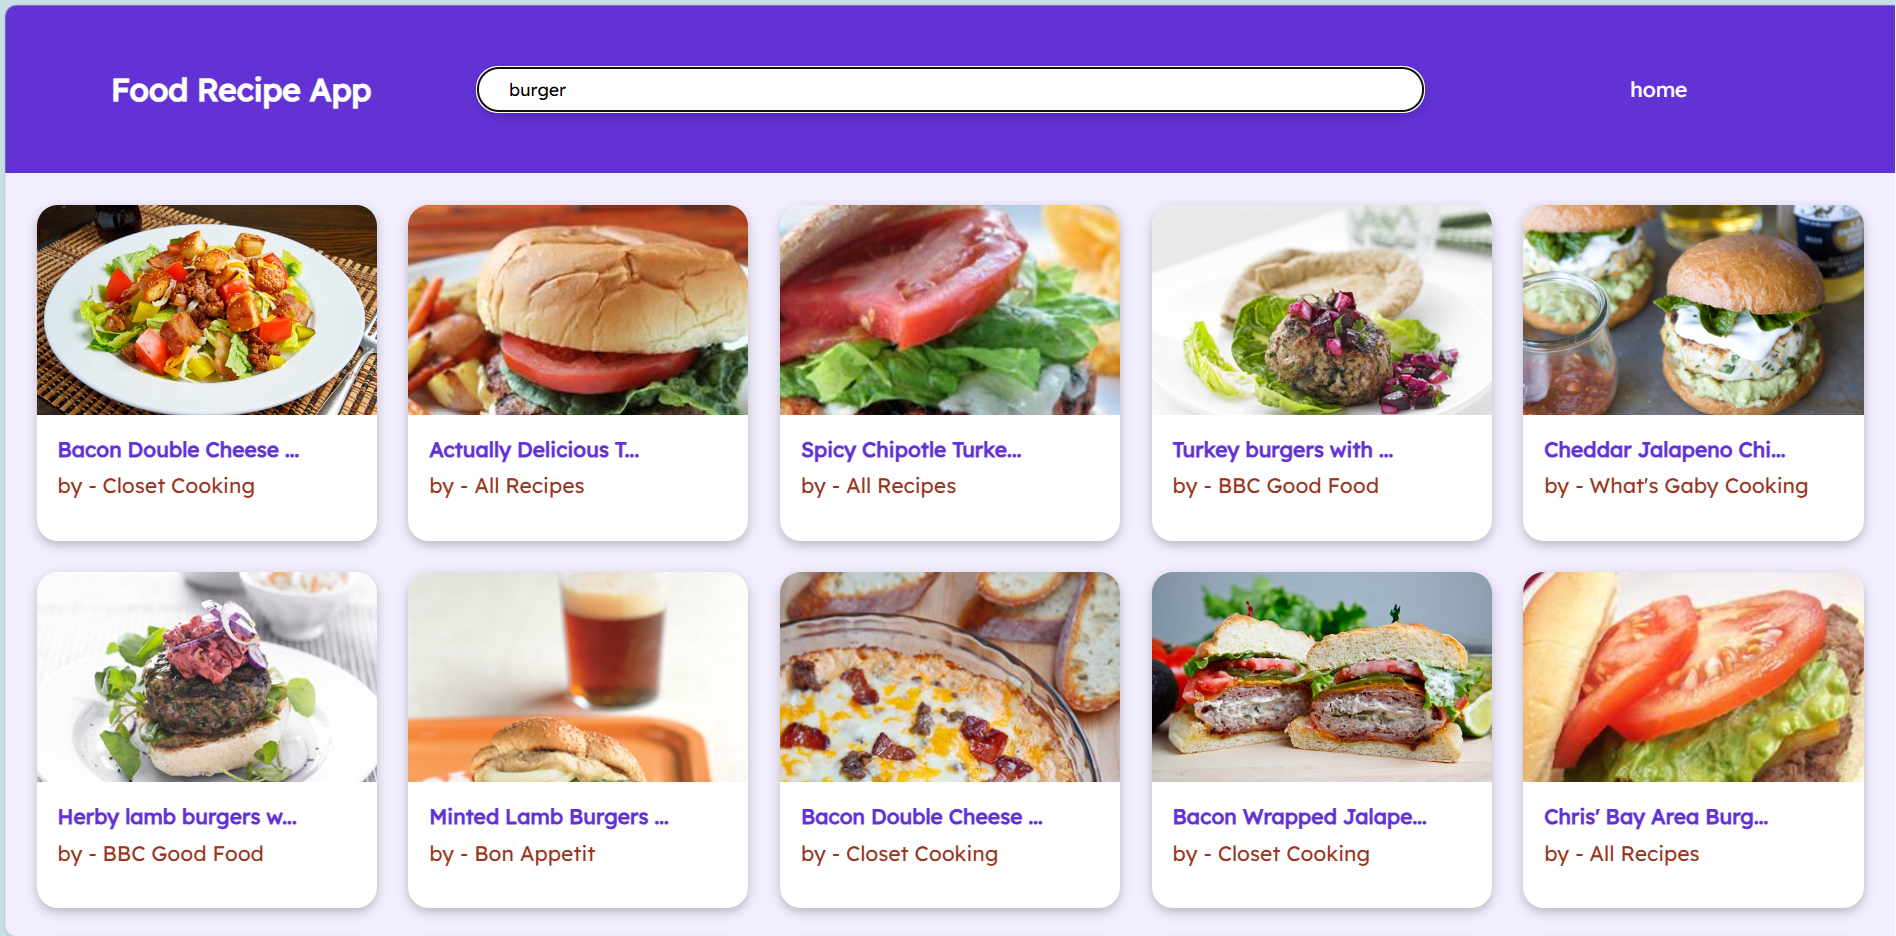 Food Recipe App
burger
home
Bacon Double Cheese ...
by - Closet Cooking
Actually Delicious T...
by - All Recipes
Spicy Chipotle Turke...
by - All Recipes
Turkey burgers with ...
by - BBC Good Food
Cheddar Jalapeno Chi...
by - What's Gaby Cooking
Herby lamb burgers w...
by - BBC Good Food
Minted Lamb Burgers ...
by - Bon Appetit
Bacon Double Cheese ...
by - Closet Cooking
Bacon Wrapped Jalape...
by - Closet Cooking
Chris' Bay Area Burg...
by - All Recipes